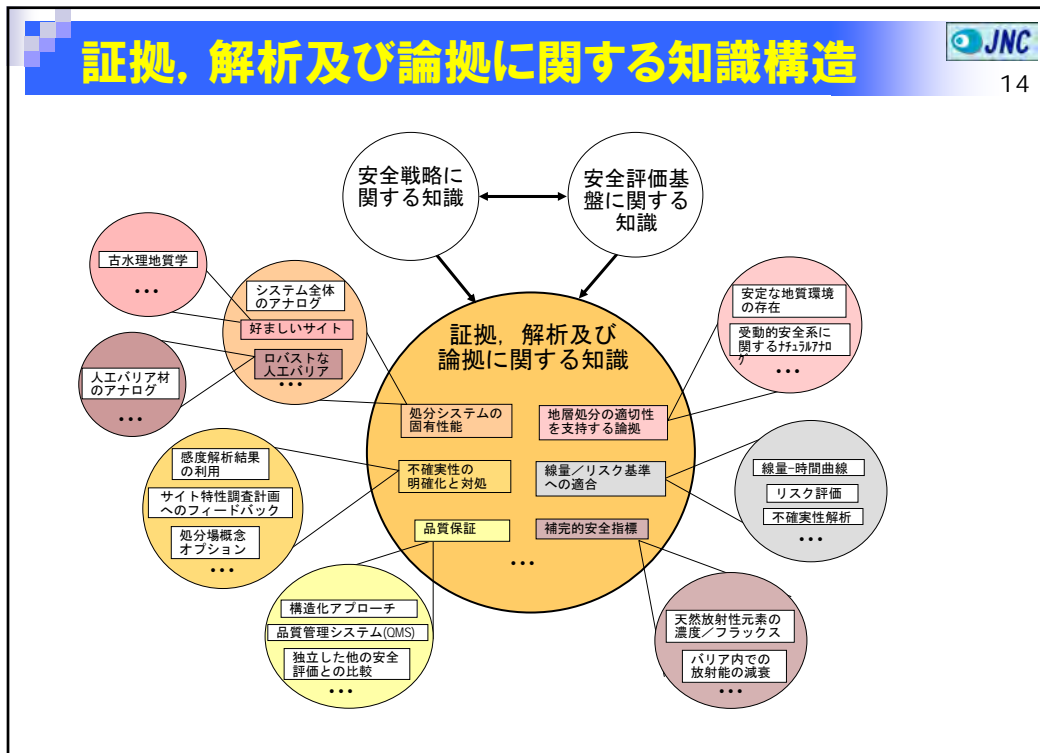 証拠, 解析及び論拠に関する知識構造
JNC
14
安全戦略に
関する知識
安全評価基
盤に関する
知識
古水理地質学
•••
システム全体
のアナログ
好ましいサイト
ロバストな
人工バリア
•••
人工バリア材
のアナログ
•••
証拠, 解析及び
論拠に関する知識
処分システムの
固有性能
地層処分の適切性
を支持する論拠
不確実性の
明確化と対処
線量/リスク基準
への適合
品質保証
補完的安全指標
•••
安定な地質環境
の存在
受動的安全系に
関するナチュラルアナロ
グ
•••
感度解析結果
の利用
サイト特性調査計画
へのフィードバック
処分場概念
オプション
•••
線量-時間曲線
リスク評価
不確実性解析
•••
構造化アプローチ
品質管理システム(QMS)
独立した他の安全
評価との比較
•••
天然放射性元素の
濃度/フラックス
バリア内での
放射能の減衰
•••